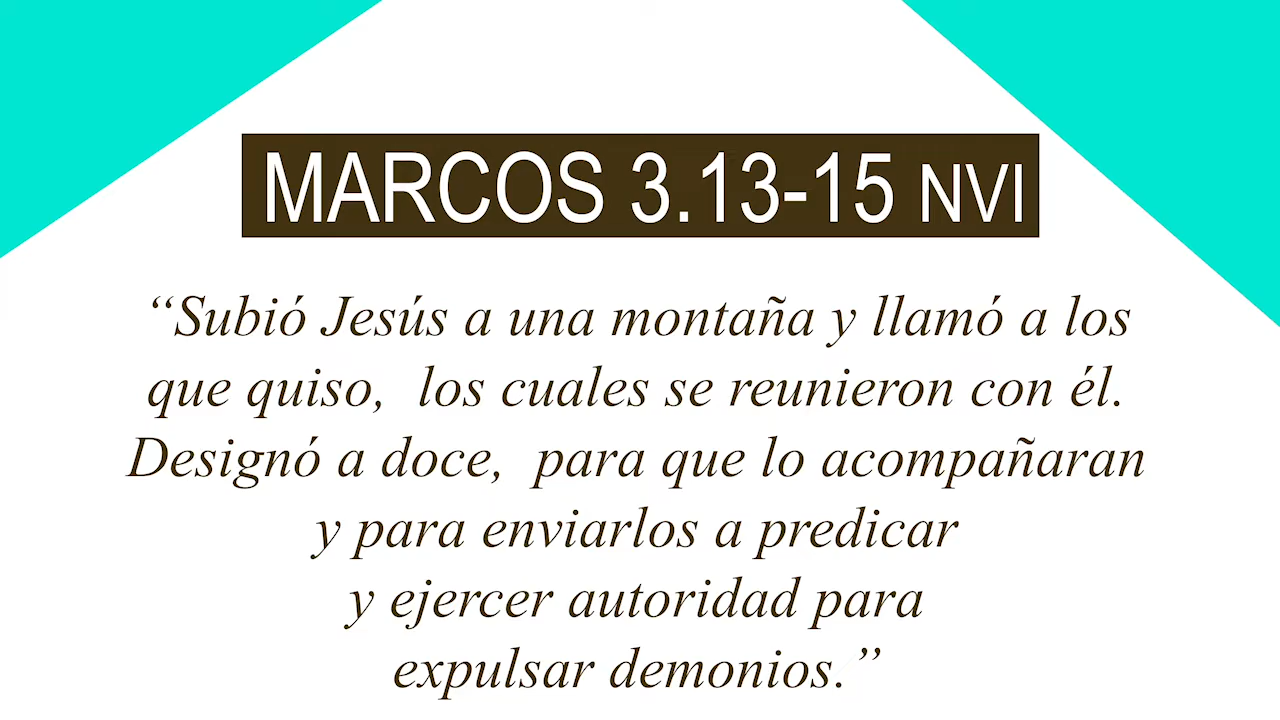 MARCOS 3.13-15 NVI
“Subió Jesús a una montaña y llamó a los
que quiso,  los cuales se reunieron con él.
Designó a doce,  para que lo acompañaran
y para enviarlos a predicar
y ejercer autoridad para
expulsar demonios.”